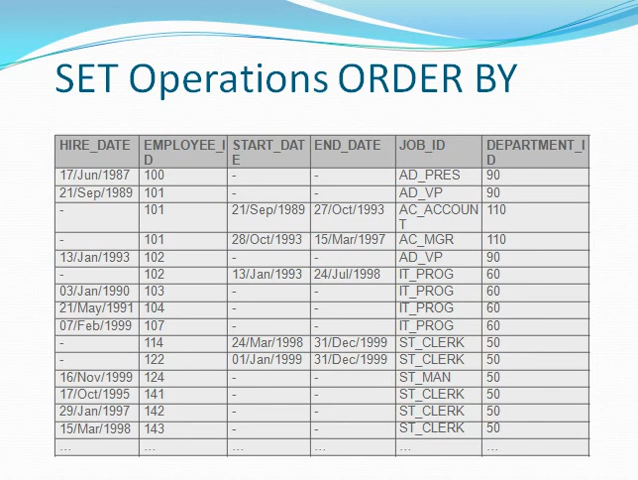 SET Operations ORDER BY
HIRE_DATE EMPLOYEE_I START_DAT END_DATE JOB_ID DEPARTMENT_I
D E D
17/Jun/1987 100 - - AD_PRES 90
21/Sep/1989 101 - - AD_VP 90
- 101 21/Sep/1989 27/Oct/1993 AC_ACCOUN 110
T
- 101 28/Oct/1993 15/Mar/1997 AC_MGR 110
13/Jan/1993 102 - - AD_VP 90
- 102 13/Jan/1993 24/Jul/1998 IT_PROG 60
03/Jan/1990 103 - - IT_PROG 60
21/May/1991 104 - - IT_PROG 60
07/Feb/1999 107 - - IT_PROG 60
- 114 24/Mar/1998 31/Dec/1999 ST_CLERK 50
- 122 01/Jan/1999 31/Dec/1999 ST_CLERK 50
16/Nov/1999 124 - - ST_MAN 50
17/Oct/1995 141 - - ST_CLERK 50
29/Jan/1997 142 - - ST_CLERK 50
15/Mar/1998 143 - - ST_CLERK 50
... ... ... ... ... ...